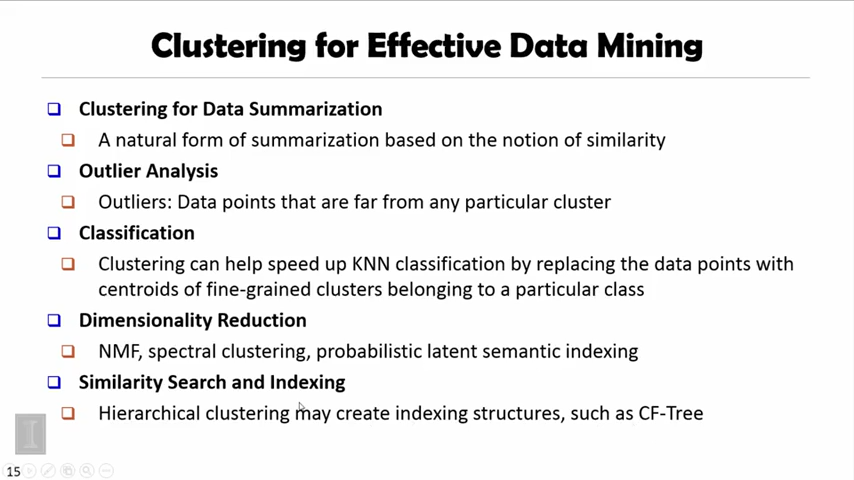 Clustering for Effective Data Mining
Clustering for Data Summarization
A natural form of summarization based on the notion of similarity
Outlier Analysis
Outliers: Data points that are far from any particular cluster
Classification
Clustering can help speed up KNN classification by replacing the data points with
centroids of fine-grained clusters belonging to a particular class
Dimensionality Reduction
NMF, spectral clustering, probabilistic latent semantic indexing
Similarity Search and Indexing
Hierarchical clustering may create indexing structures, such as CF-Tree
I
15